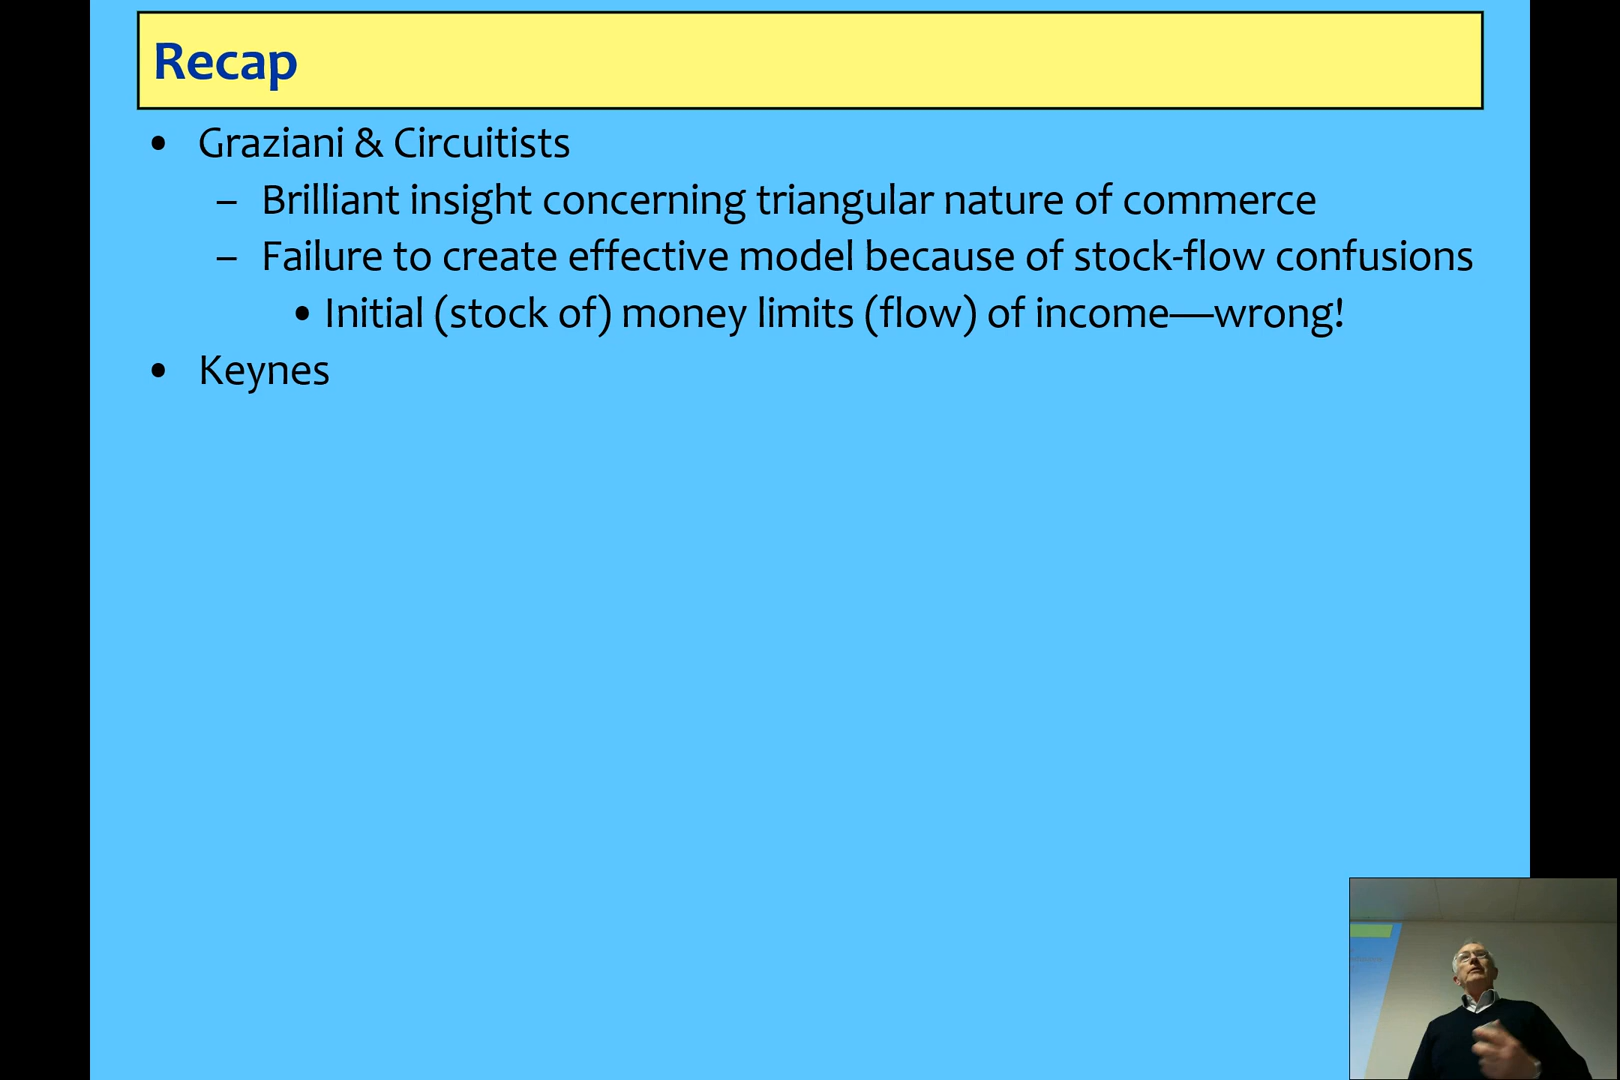 Recap
• Graziani & Circuitists
– Brilliant insight concerning triangular nature of commerce
– Failure to create effective model because of stock-flow confusions
• Initial (stock of) money limits (flow) of income—wrong!
• Keynes